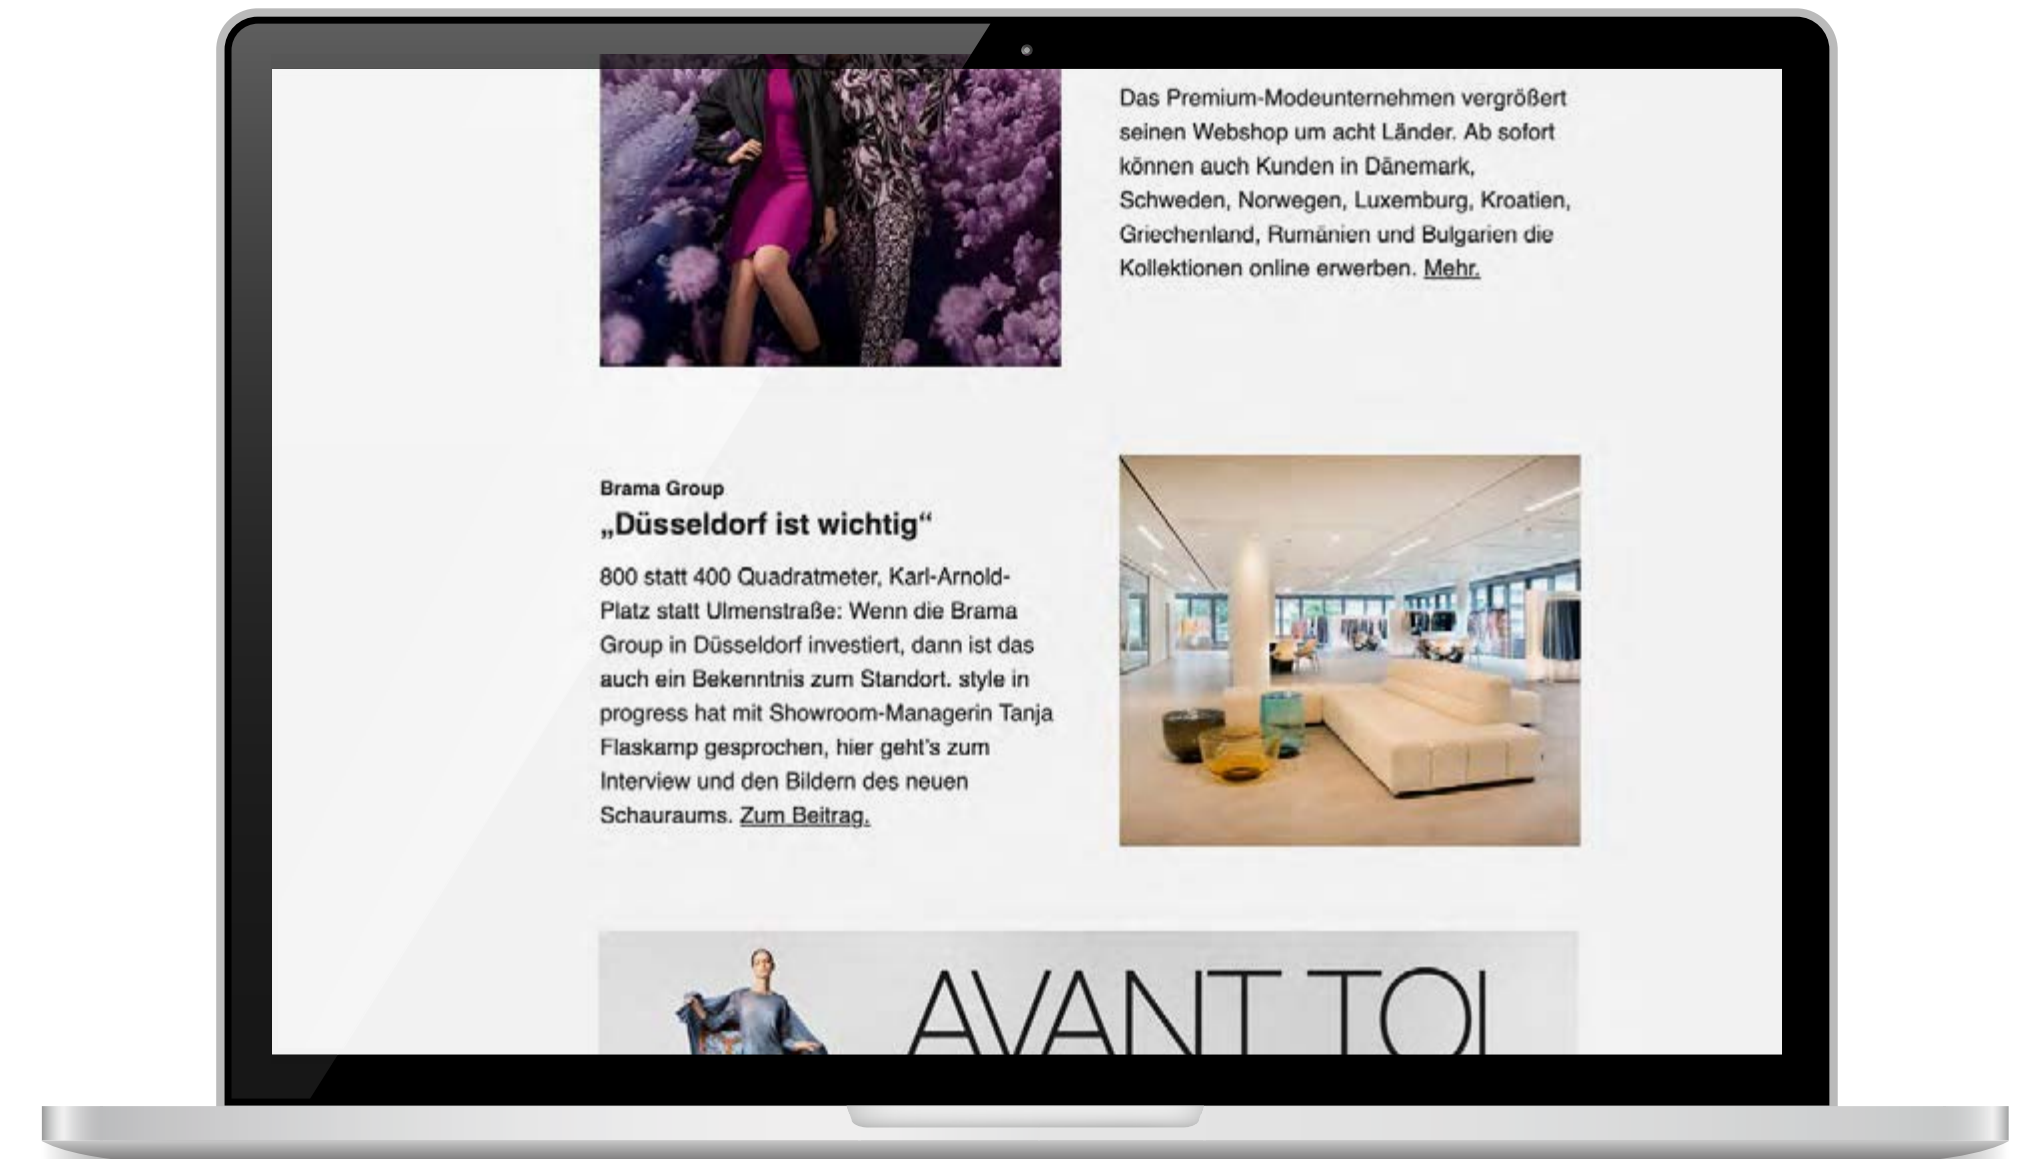 Das Premium-Modeunternehmen vergrößert
seinen Webshop um acht Länder. Ab sofort
können auch Kunden in Dänemark,
Schweden, Norwegen, Luxemburg, Kroatien,
Griechenland, Rumänien und Bulgarien die
Kollektionen online erwerben. Mehr.
Brama Group
„Düsseldorf ist wichtig“
800 statt 400 Quadratmeter, Karl-Arnold-
Platz statt Ulmenstraße: Wenn die Brama
Group in Düsseldorf investiert, dann ist das
auch ein Bekenntnis zum Standort. style in
progress hat mit Showroom-Managerin Tanja
Flaskamp gesprochen, hier geht's zum
Interview und den Bildern des neuen
Schauraums. Zum Beitrag.
AVANT TOI